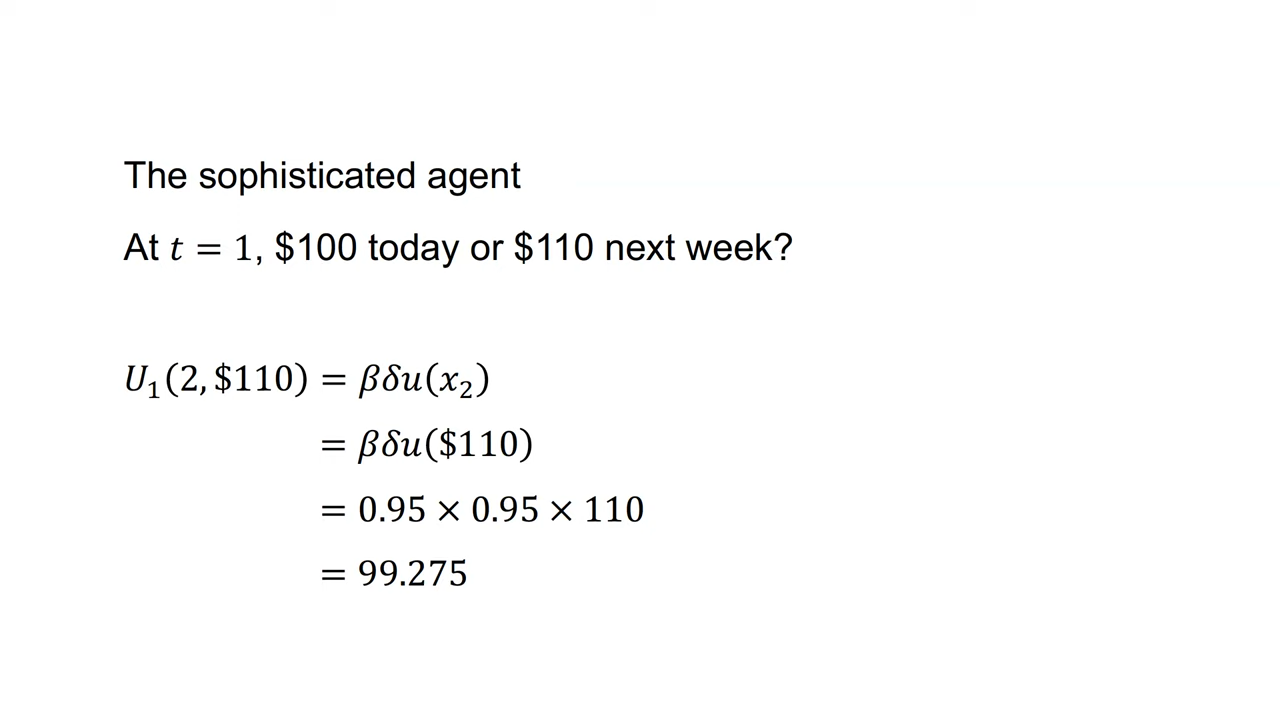 The sophisticated agent
At 𝑡 = 1, $100 today or $110 next week?
𝑈₁(2, $110) = 𝛽𝛿𝑢(𝑥₂)
= 𝛽𝛿𝑢($110)
= 0.95 × 0.95 × 110
= 99.275